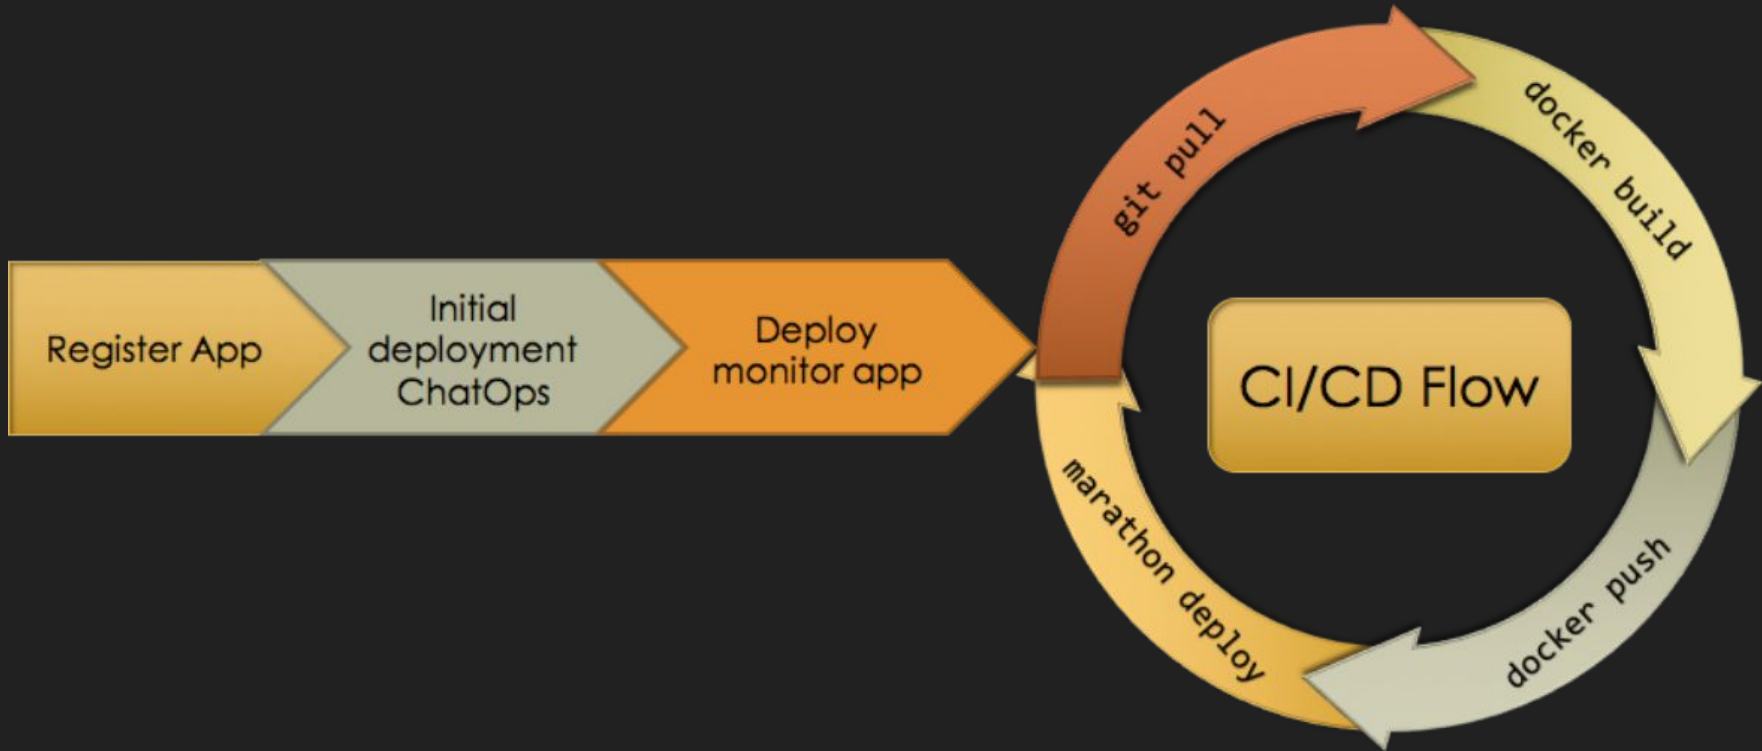 Register App
Initial
deployment
ChatOps
Deploy
monitor app
git pull
docker build
docker push
marathon deploy
CI/CD Flow